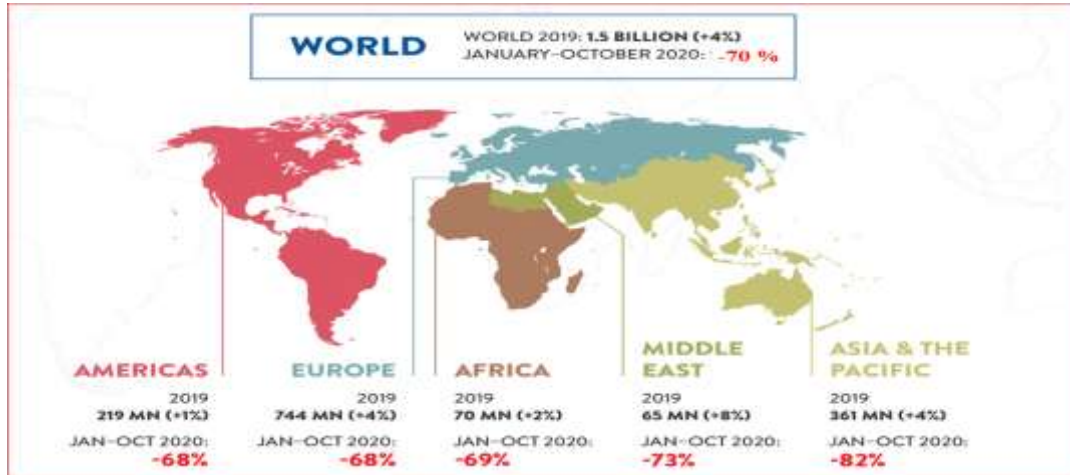 WORLD
WORLD 2019: 1.5 BILLION (+4%)
JANUARY–OCTOBER 2020: -70 %
AMERICAS
2019
219 MN (+1%)
JAN–OCT 2020:
-68%
EUROPE
2019
744 MN (+4%)
JAN–OCT 2020:
-68%
AFRICA
2019
70 MN (+2%)
JAN–OCT 2020:
-69%
MIDDLE
EAST
2019
65 MN (+8%)
JAN–OCT 2020:
-73%
ASIA & THE
PACIFIC
2019
361 MN (+4%)
JAN–OCT 2020:
-82%